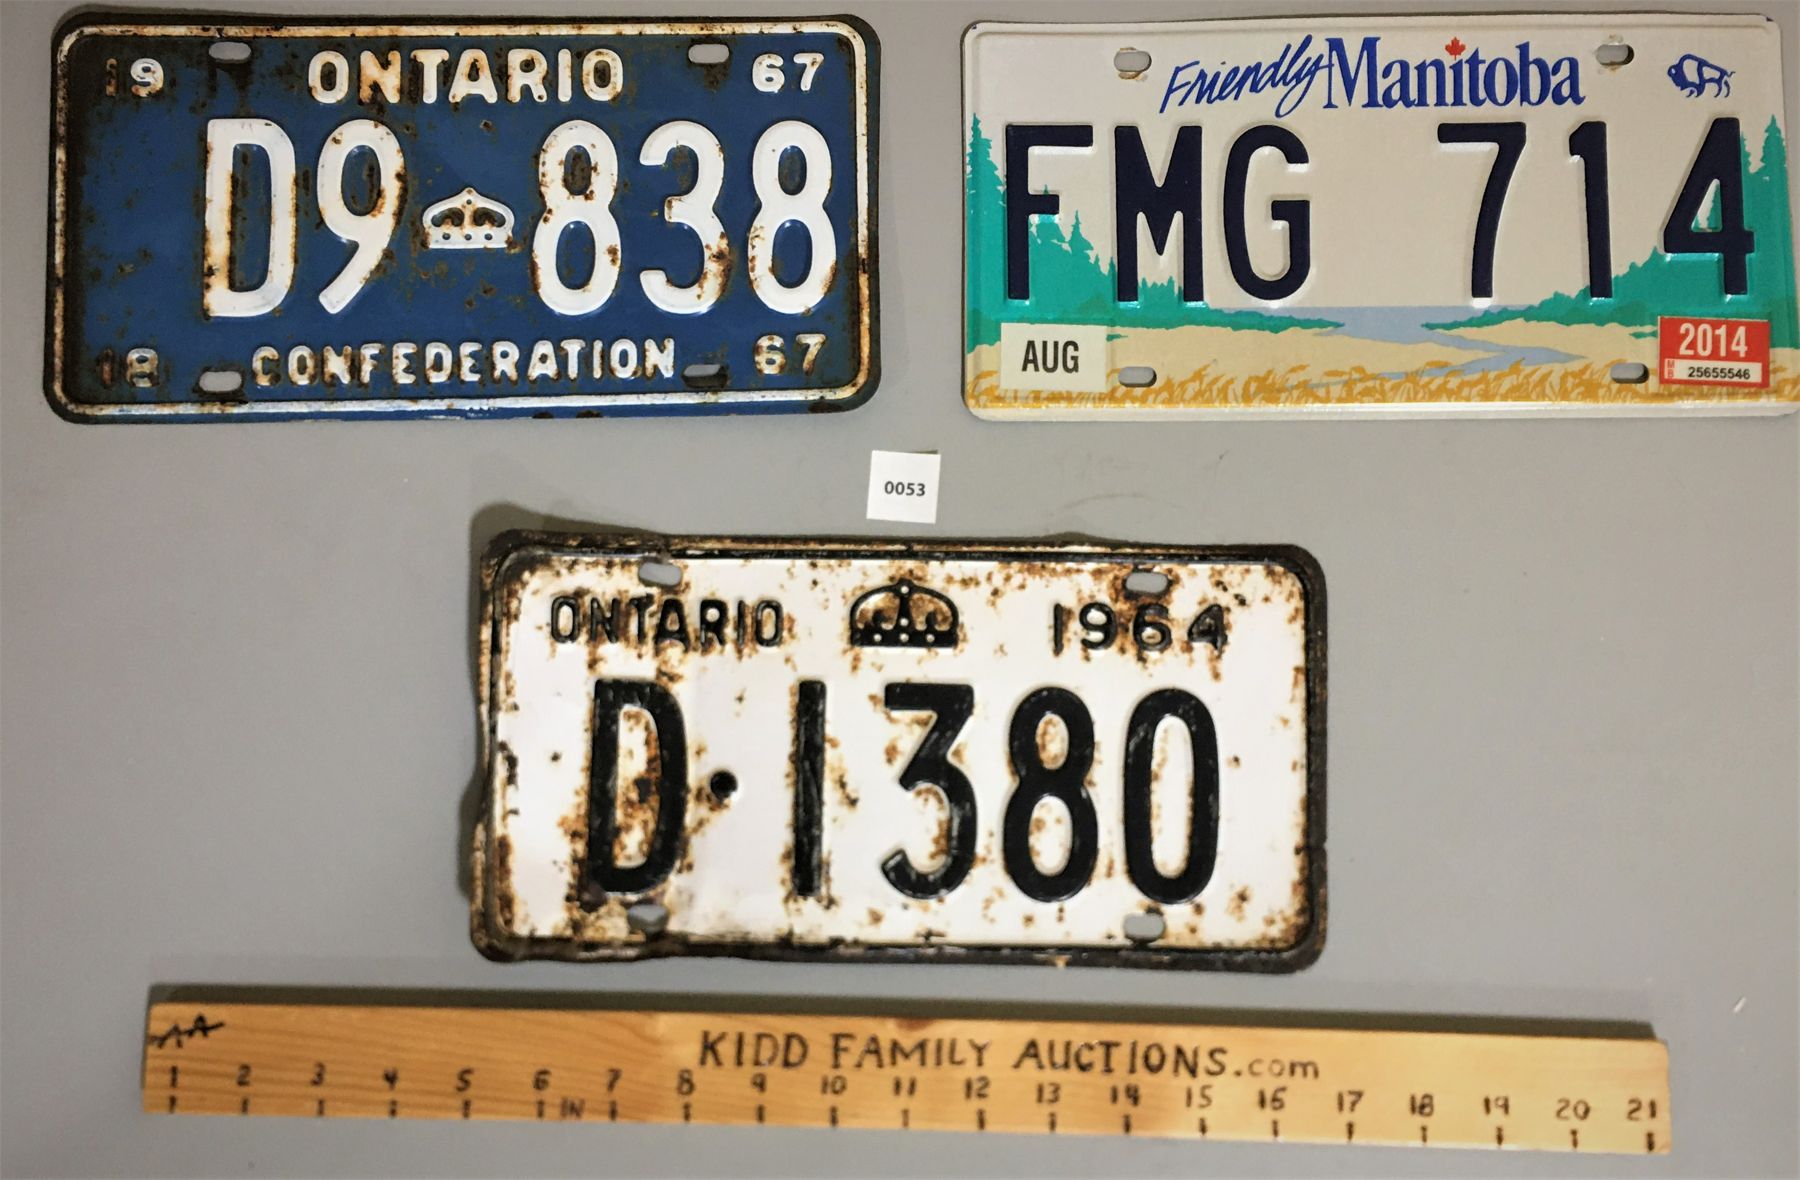 19 ONTARIO 67
D9 838
18 CONFEDERATION 67
Friendly Manitoba
FMG 714
AUG
2014
MB 25655546
0053
ONTARIO 1964
D·1380
AA
KIDD FAMILY AUCTIONS.com
1 2 3 4 5 6 7 8 9 10 11 12 13 14 15 16 17 18 19 20 21
IN